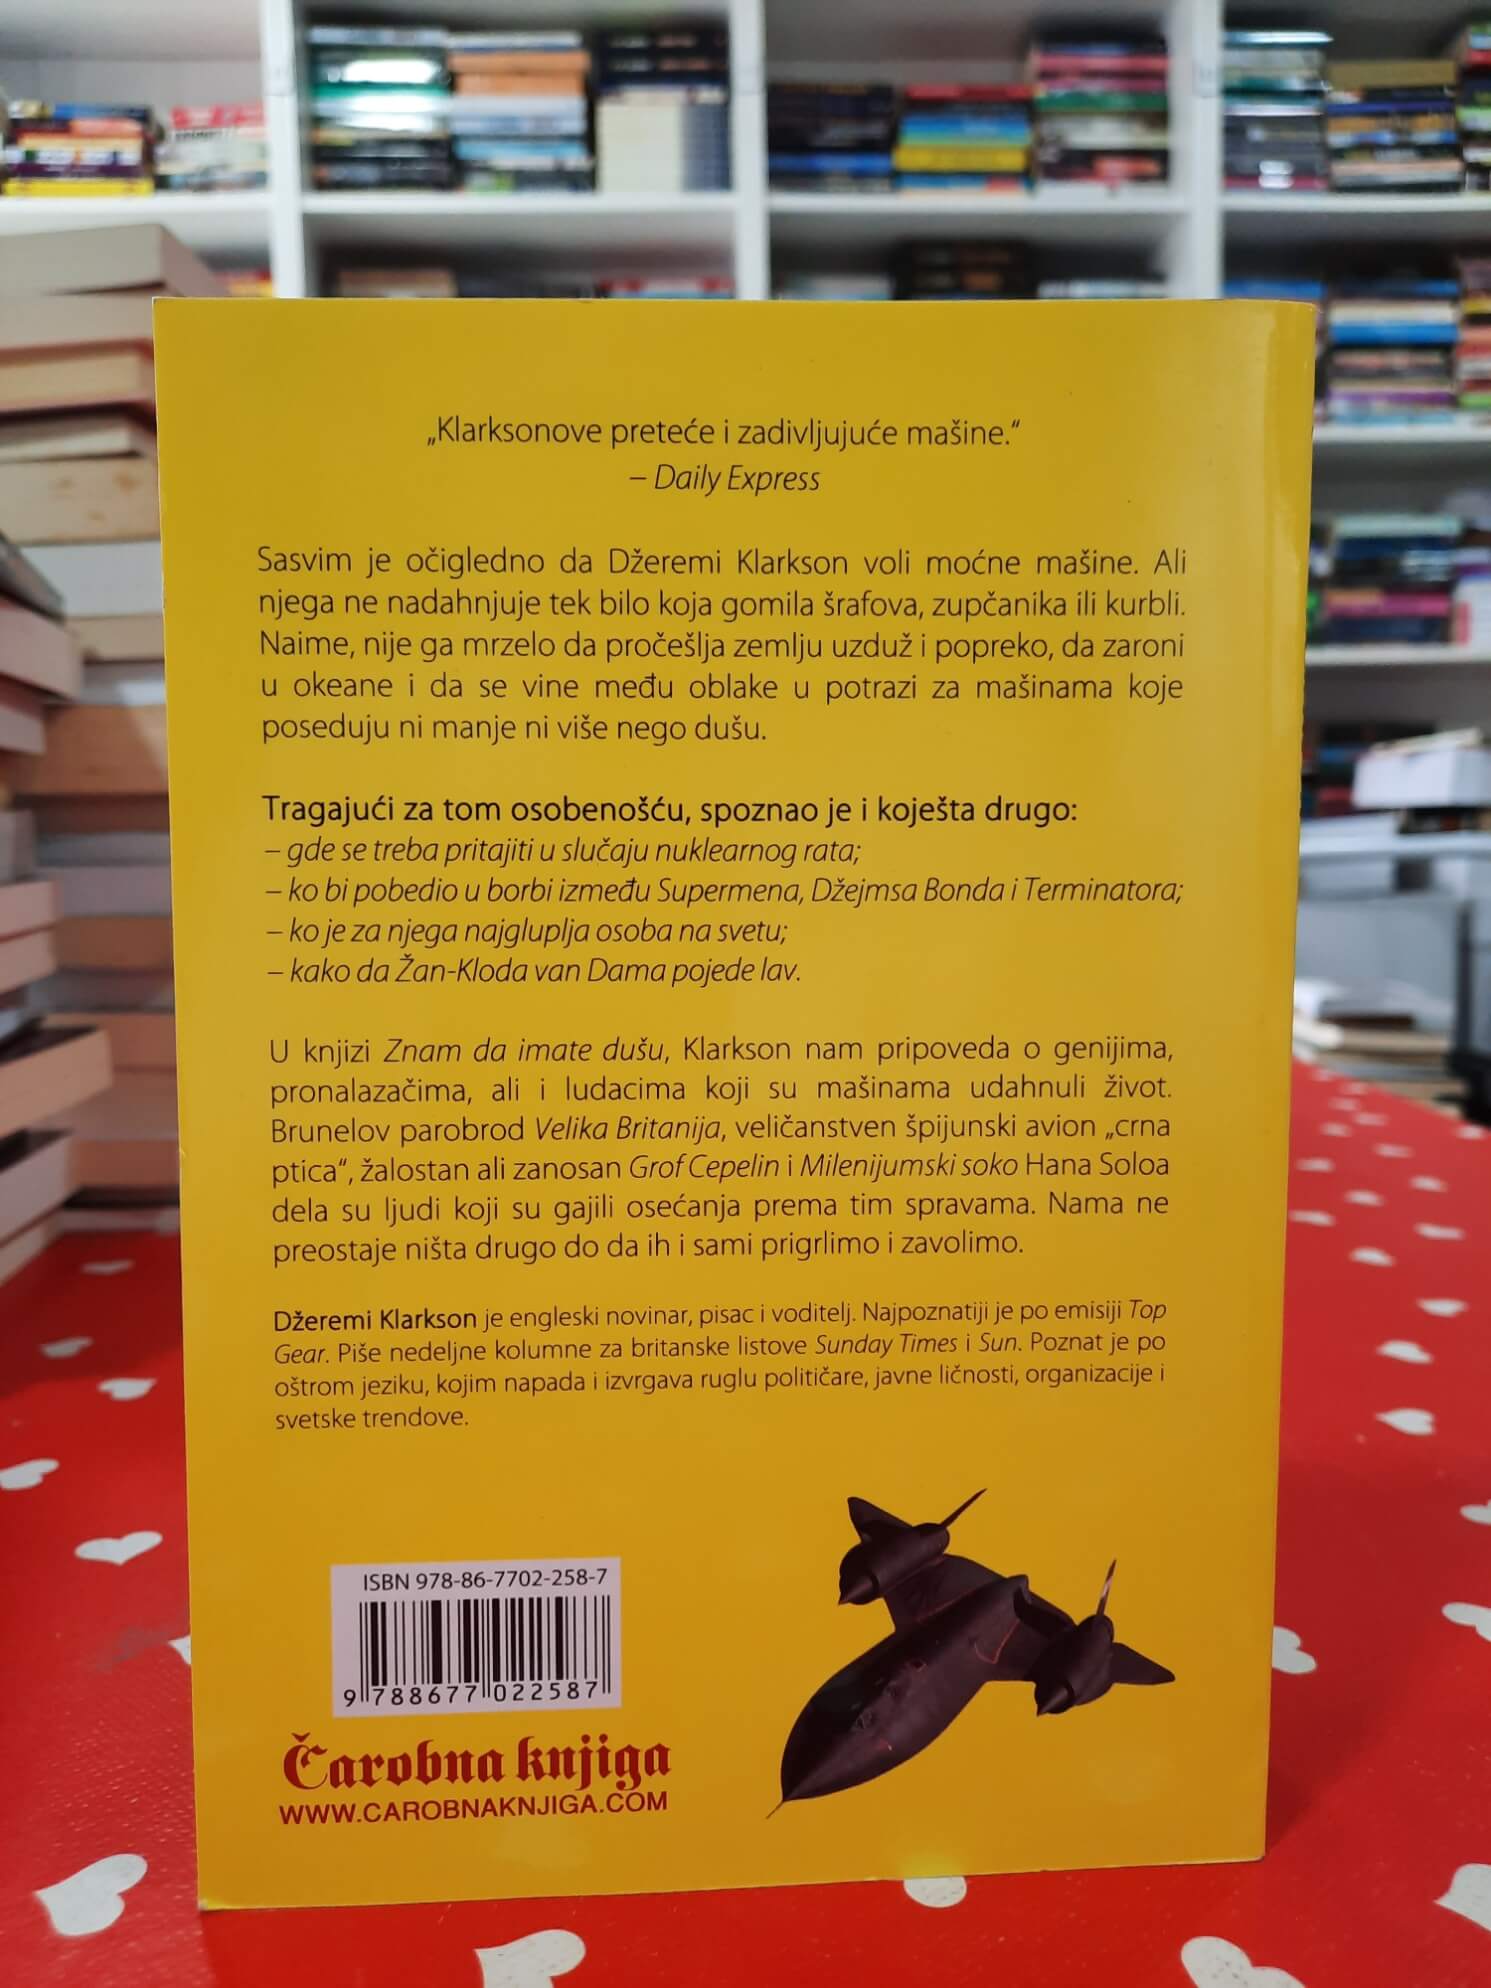 „Klarksonove preteće i zadivljujuće mašine.“
– Daily Express
Sasvim je očigledno da Džeremi Klarkson voli moćne mašine. Ali
njega ne nadahnjuje tek bilo koja gomila šrafova, zupčanika ili kurbli.
Naime, nije ga mrzelo da pročešlja zemlju uzduž i popreko, da zaroni
u okeane i da se vine među oblake u potrazi za mašinama koje
poseduju ni manje ni više nego dušu.
Tragajući za tom osobenošću, spoznao je i koješta drugo:
– gde se treba pritajiti u slučaju nuklearnog rata;
– ko bi pobedio u borbi između Supermena, Džejmsa Bonda i Terminatora;
– ko je za njega najgluplja osoba na svetu;
– kako da Žan-Kloda van Dama pojede lav.
U knjizi Znam da imate dušu, Klarkson nam pripoveda o genijima,
pronalazačima, ali i ludacima koji su mašinama udahnuli život.
Brunelov parobrod Velika Britanija, veličanstven špijunski avion „crna
ptica“, žalostan ali zanosan Grof Cepelin i Milenijumski soko Hana Soloa
dela su ljudi koji su gajili osećanja prema tim spravama. Nama ne
preostaje ništa drugo do da ih i sami prigrlimo i zavolimo.
Džeremi Klarkson je engleski novinar, pisac i voditelj. Najpoznatiji je po emisiji Top
Gear. Piše nedeljne kolumne za britanske listove Sunday Times i Sun. Poznat je po
oštrom jeziku, kojim napada i izvrgava ruglu političare, javne ličnosti, organizacije i
svetske trendove.
ISBN 978-86-7702-258-7
9 788677 022587
Čarobna knjiga
WWW.CAROBNAKNJIGA.COM